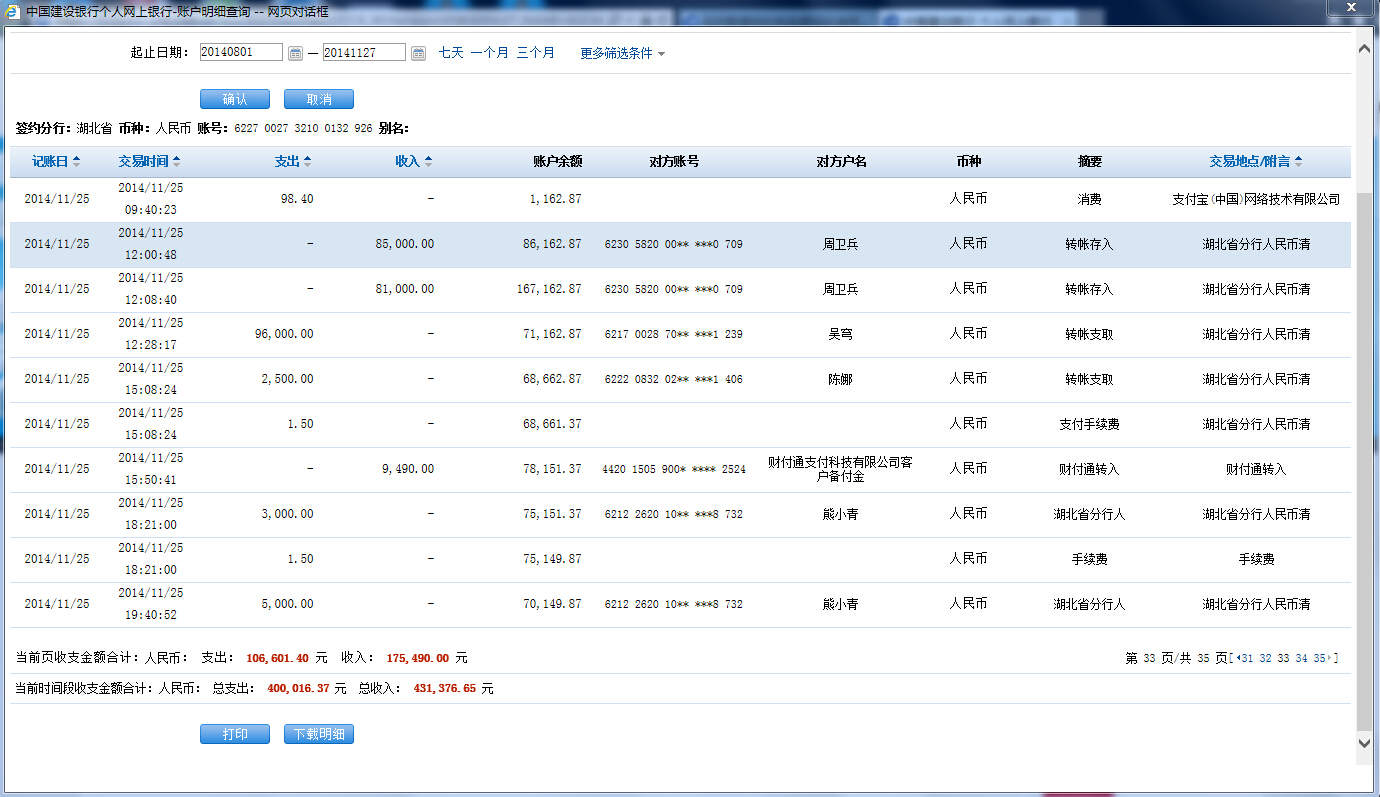 中国建设银行个人网上银行-账户明细查询 -- 网页对话框
起止日期： 20140801 — 20141127 七天 一个月 三个月 更多筛选条件
确认 取消
签约分行：湖北省 币种：人民币 账号：6227 0027 3210 0132 926 别名：
记账日 交易时间 支出 收入 账户余额 对方账号 对方户名 币种 摘要 交易地点/附言
2014/11/25 2014/11/25 09:40:23 98.40 - 1,162.87 人民币 消费 支付宝(中国)网络技术有限公司
2014/11/25 2014/11/25 12:00:48 - 85,000.00 86,162.87 6230 5820 00** ***0 709 周卫兵 人民币 转帐存入 湖北省分行人民币清
2014/11/25 2014/11/25 12:08:40 - 81,000.00 167,162.87 6230 5820 00** ***0 709 周卫兵 人民币 转帐存入 湖北省分行人民币清
2014/11/25 2014/11/25 12:28:17 96,000.00 - 71,162.87 6217 0028 70** ***1 239 吴穹 人民币 转帐支取 湖北省分行人民币清
2014/11/25 2014/11/25 15:08:24 2,500.00 - 68,662.87 6222 0832 02** ***1 406 陈娜 人民币 转帐支取 湖北省分行人民币清
2014/11/25 2014/11/25 15:08:24 1.50 - 68,661.37 人民币 支付手续费 湖北省分行人民币清
2014/11/25 2014/11/25 15:50:41 - 9,490.00 78,151.37 4420 1505 900* **** 2524 财付通支付科技有限公司客户备付金 人民币 财付通转入 财付通转入
2014/11/25 2014/11/25 18:21:00 3,000.00 - 75,151.37 6212 2620 10** ***8 732 熊小青 人民币 湖北省分行人 湖北省分行人民币清
2014/11/25 2014/11/25 18:21:00 1.50 - 75,149.87 人民币 手续费 手续费
2014/11/25 2014/11/25 19:40:52 5,000.00 - 70,149.87 6212 2620 10** ***8 732 熊小青 人民币 湖北省分行人 湖北省分行人民币清
当前页收支金额合计：人民币： 支出： 106,601.40 元 收入： 175,490.00 元 第 33 页/共 35 页[31 32 33 34 35]
当前时间段收支金额合计：人民币： 总支出： 400,016.37 元 总收入： 431,376.65 元
打印 下载明细